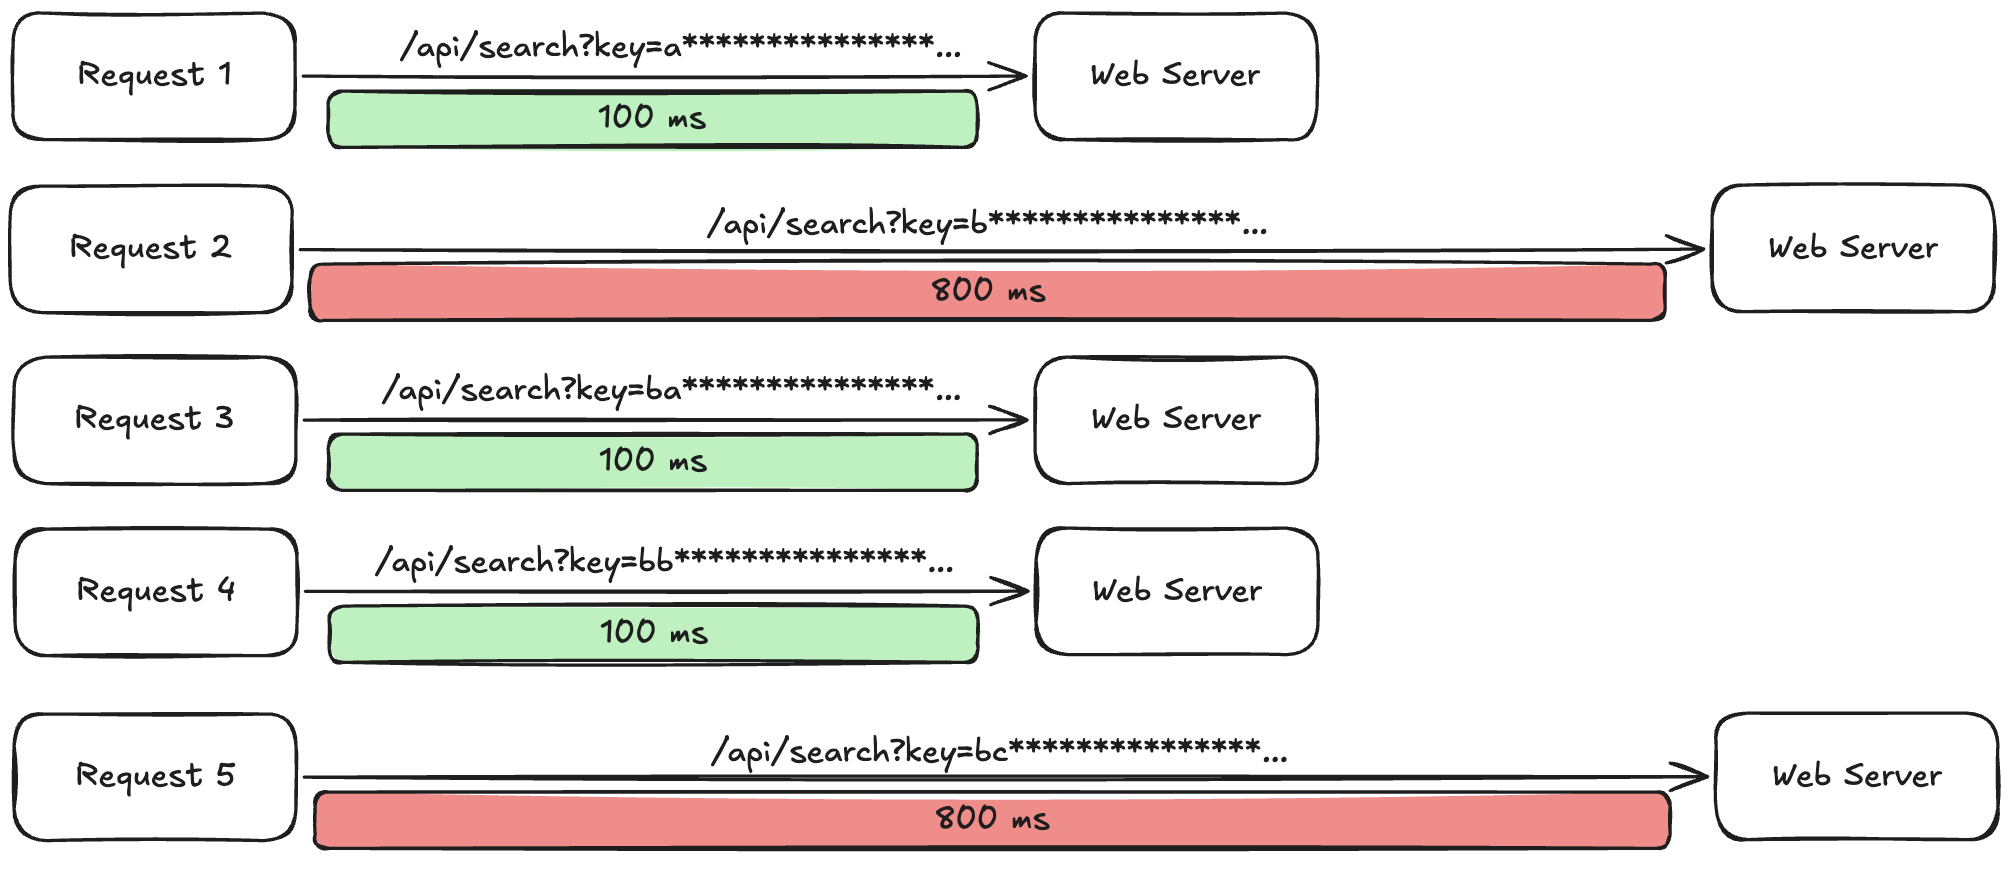 /api/search?key=a***************...
Request 1
Web Server
100 ms
/api/search?key=b***************...
Request 2
Web Server
800 ms
/api/search?key=ba***************...
Request 3
Web Server
100 ms
/api/search?key=bb***************...
Request 4
Web Server
100 ms
/api/search?key=bc***************...
Request 5
Web Server
800 ms